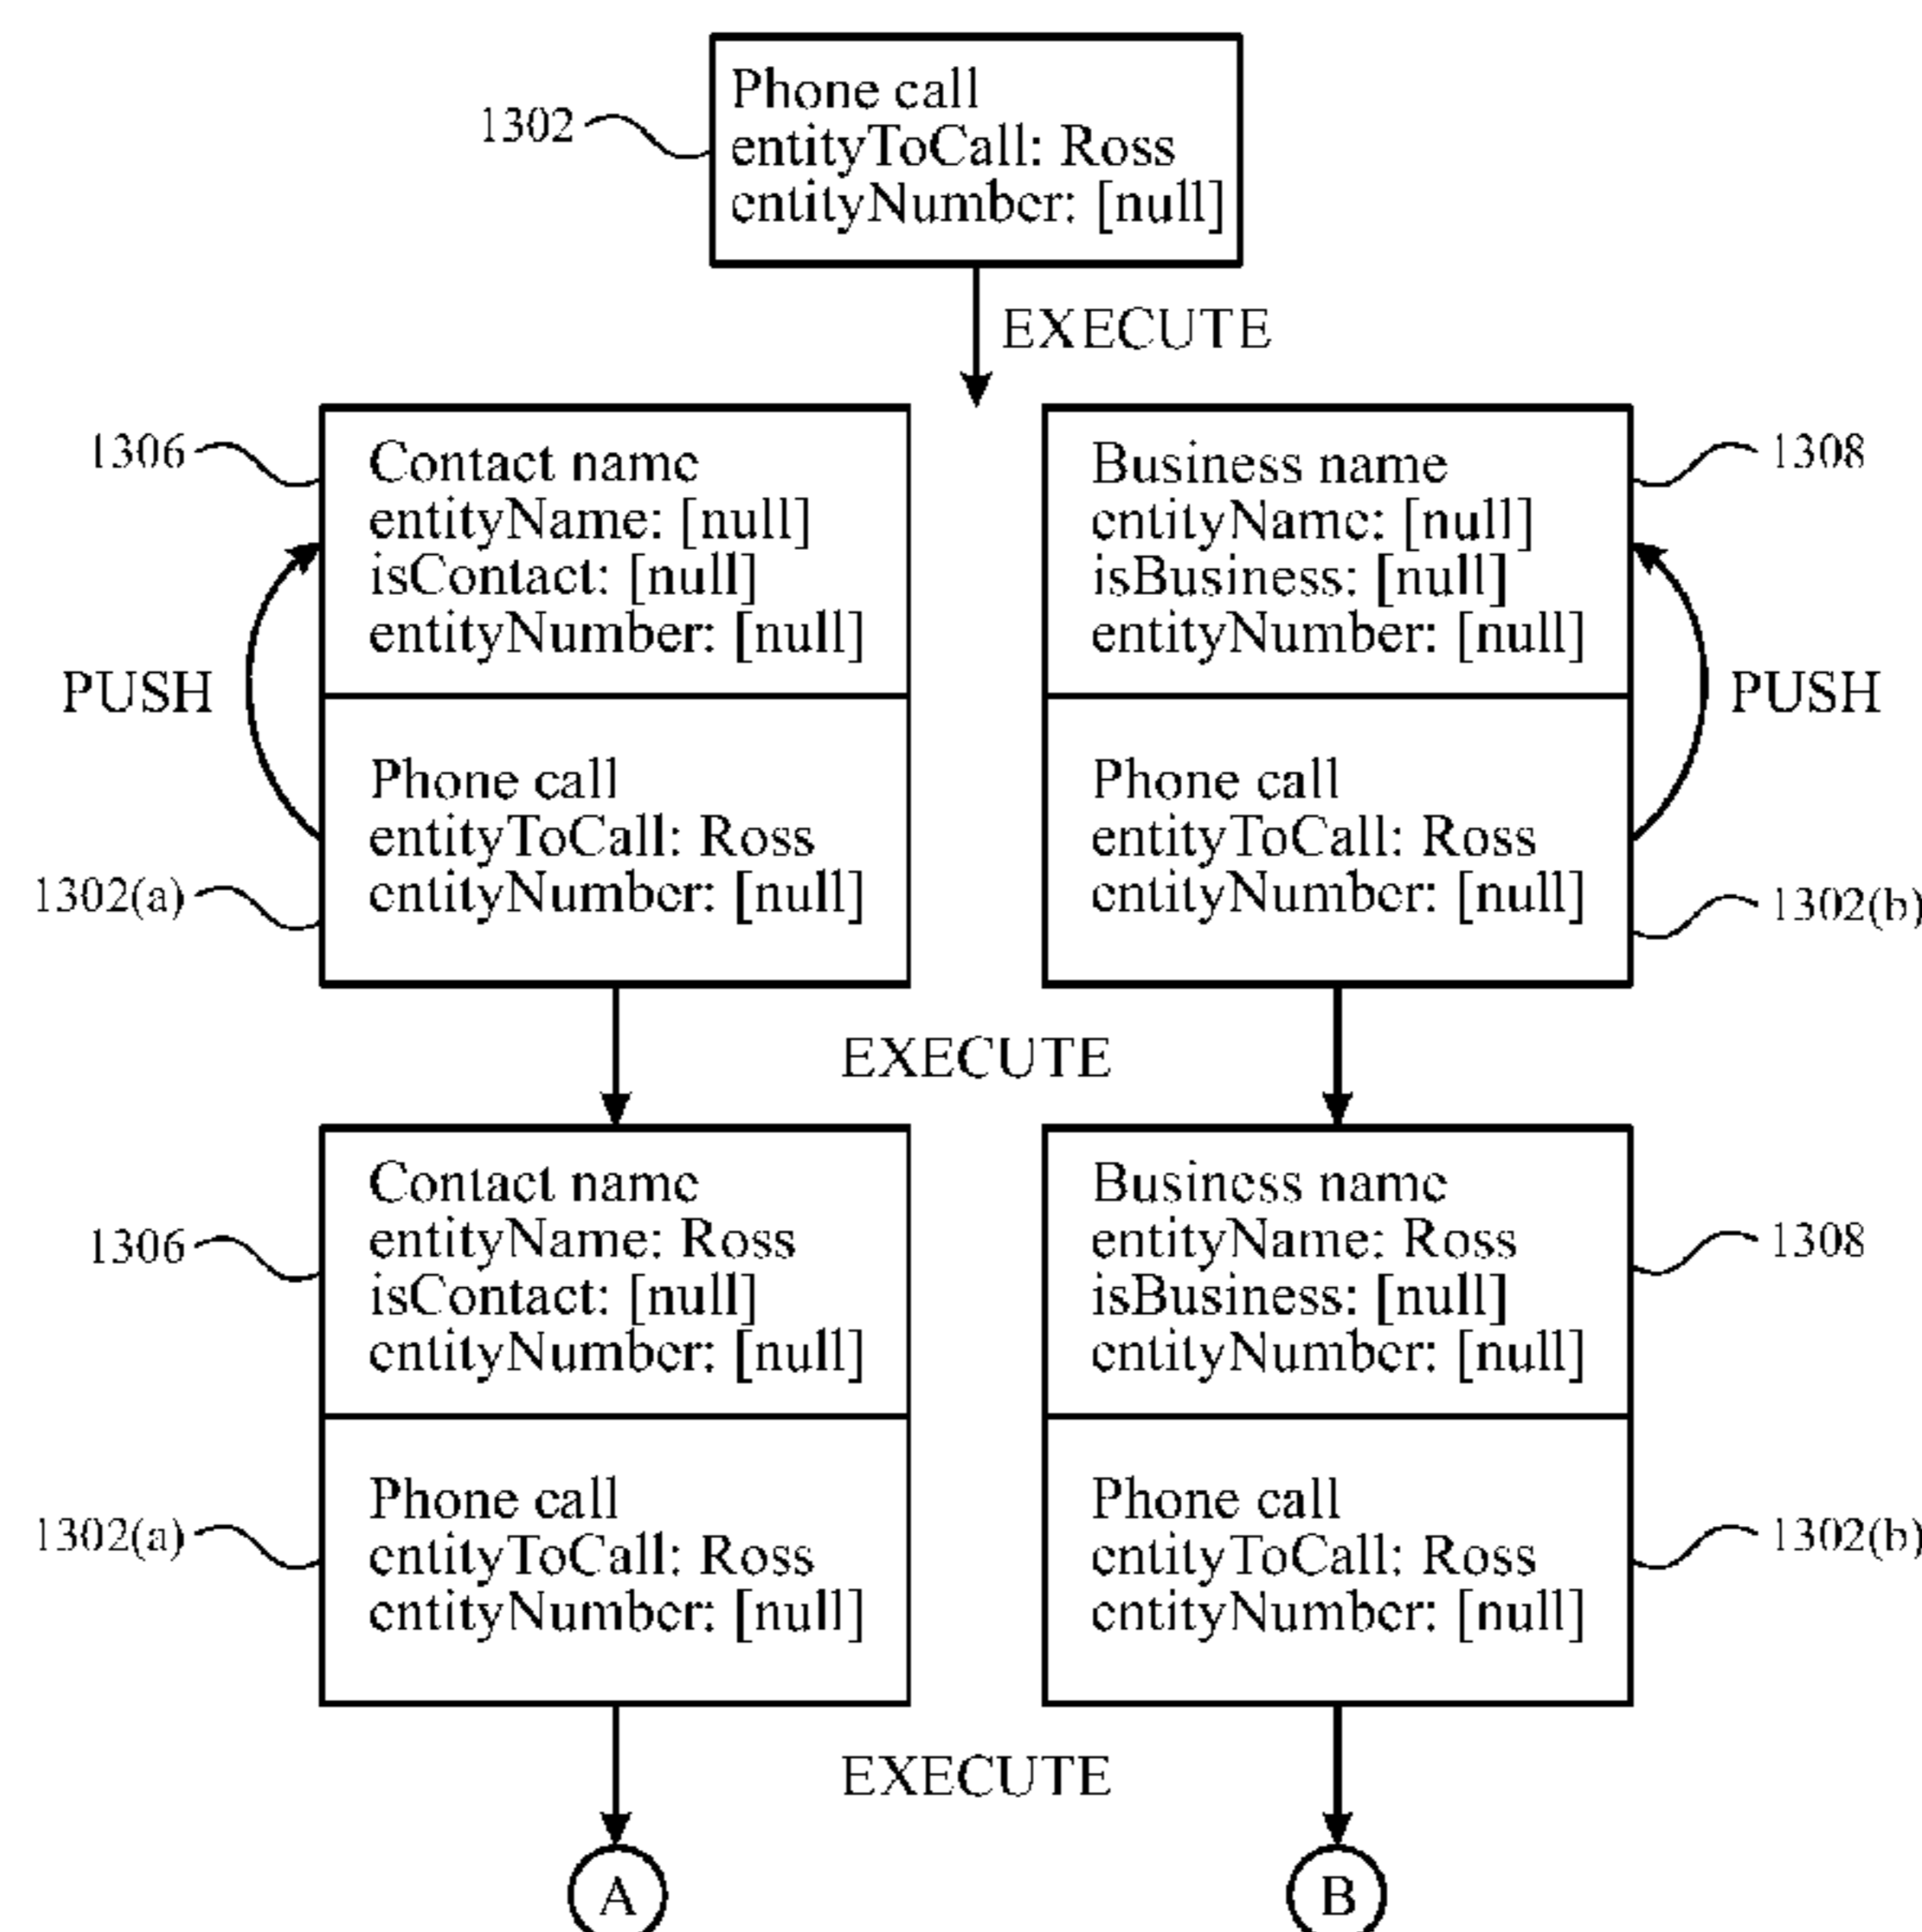 1302
Phone call
entityToCall: Ross
entityNumber: [null]
EXECUTE
1306
Contact name
entityName: [null]
isContact: [null]
entityNumber: [null]
PUSH
Phone call
entityToCall: Ross
entityNumber: [null]
1302(a)
Business name
entityName: [null]
isBusiness: [null]
entityNumber: [null]
1308
PUSH
Phone call
entityToCall: Ross
entityNumber: [null]
1302(b)
EXECUTE
1306
Contact name
entityName: Ross
isContact: [null]
entityNumber: [null]
1302(a)
Phone call
entityToCall: Ross
entityNumber: [null]
Business name
entityName: Ross
isBusiness: [null]
entityNumber: [null]
1308
Phone call
entityToCall: Ross
entityNumber: [null]
1302(b)
EXECUTE
A
B